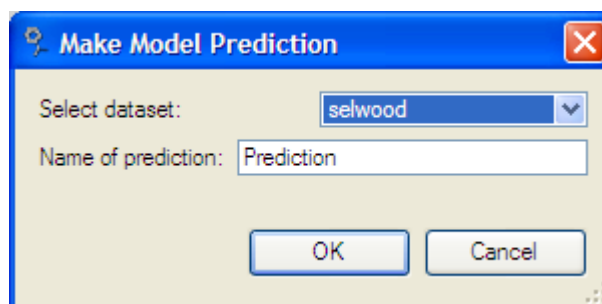 Make Model Prediction
Select dataset: selwood
Name of prediction: Prediction
OK Cancel